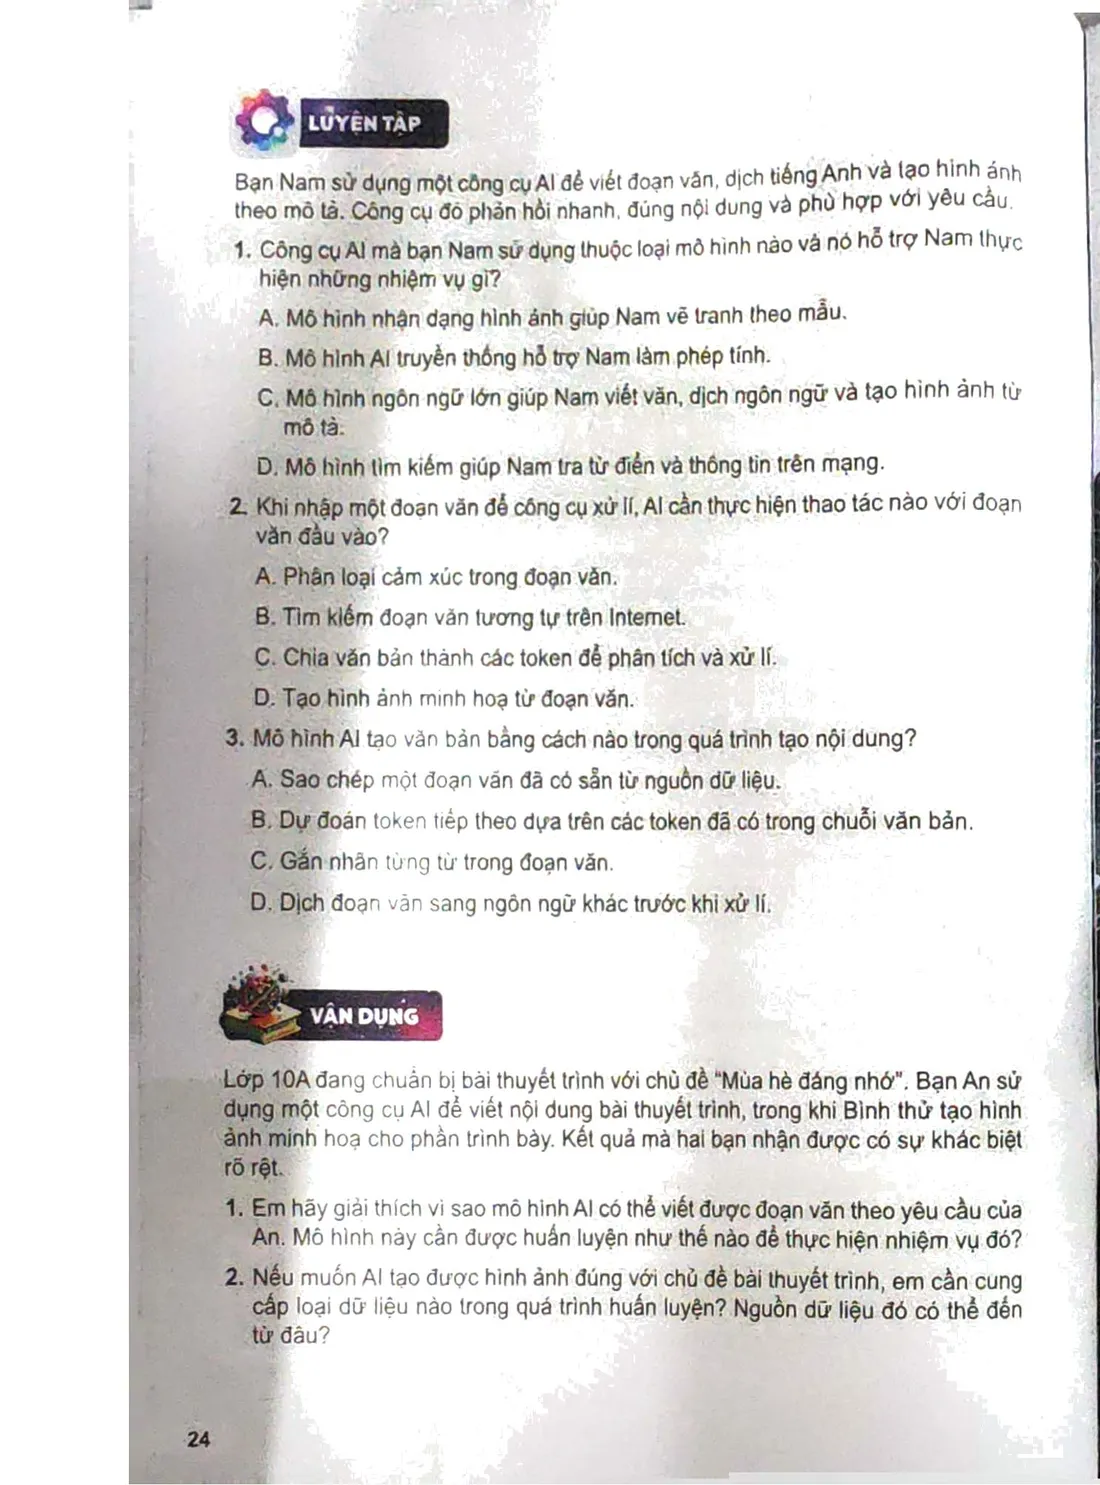 LUYỆN TẬP
Bạn Nam sử dụng một công cụ AI để viết đoạn văn, dịch tiếng Anh và tạo hình ảnh
theo mô tả. Công cụ đó phản hồi nhanh, đúng nội dung và phù hợp với yêu cầu.
1. Công cụ AI mà bạn Nam sử dụng thuộc loại mô hình nào và nó hỗ trợ Nam thực
hiện những nhiệm vụ gì?
A. Mô hình nhận dạng hình ảnh giúp Nam vẽ tranh theo mẫu.
B. Mô hình AI truyền thống hỗ trợ Nam làm phép tính.
C. Mô hình ngôn ngữ lớn giúp Nam viết văn, dịch ngôn ngữ và tạo hình ảnh từ
mô tả.
D. Mô hình tìm kiếm giúp Nam tra từ điển và thông tin trên mạng.
2. Khi nhập một đoạn văn để công cụ xử lí, AI cần thực hiện thao tác nào với đoạn
văn đầu vào?
A. Phân loại cảm xúc trong đoạn văn.
B. Tìm kiếm đoạn văn tương tự trên Internet.
C. Chia văn bản thành các token để phân tích và xử lí.
D. Tạo hình ảnh minh hoạ từ đoạn văn.
3. Mô hình AI tạo văn bản bằng cách nào trong quá trình tạo nội dung?
A. Sao chép một đoạn văn đã có sẵn từ nguồn dữ liệu.
B. Dự đoán token tiếp theo dựa trên các token đã có trong chuỗi văn bản.
C. Gắn nhãn từng từ trong đoạn văn.
D. Dịch đoạn văn sang ngôn ngữ khác trước khi xử lí.
VẬN DỤNG
Lớp 10A đang chuẩn bị bài thuyết trình với chủ đề "Mùa hè đáng nhớ". Bạn An sử
dụng một công cụ AI để viết nội dung bài thuyết trình, trong khi Bình thử tạo hình
ảnh minh hoạ cho phần trình bày. Kết quả mà hai bạn nhận được có sự khác biệt
rõ rệt.
1. Em hãy giải thích vì sao mô hình AI có thể viết được đoạn văn theo yêu cầu của
An. Mô hình này cần được huấn luyện như thế nào để thực hiện nhiệm vụ đó?
2. Nếu muốn AI tạo được hình ảnh đúng với chủ đề bài thuyết trình, em cần cung
cấp loại dữ liệu nào trong quá trình huấn luyện? Nguồn dữ liệu đó có thể đến
từ đâu?
24